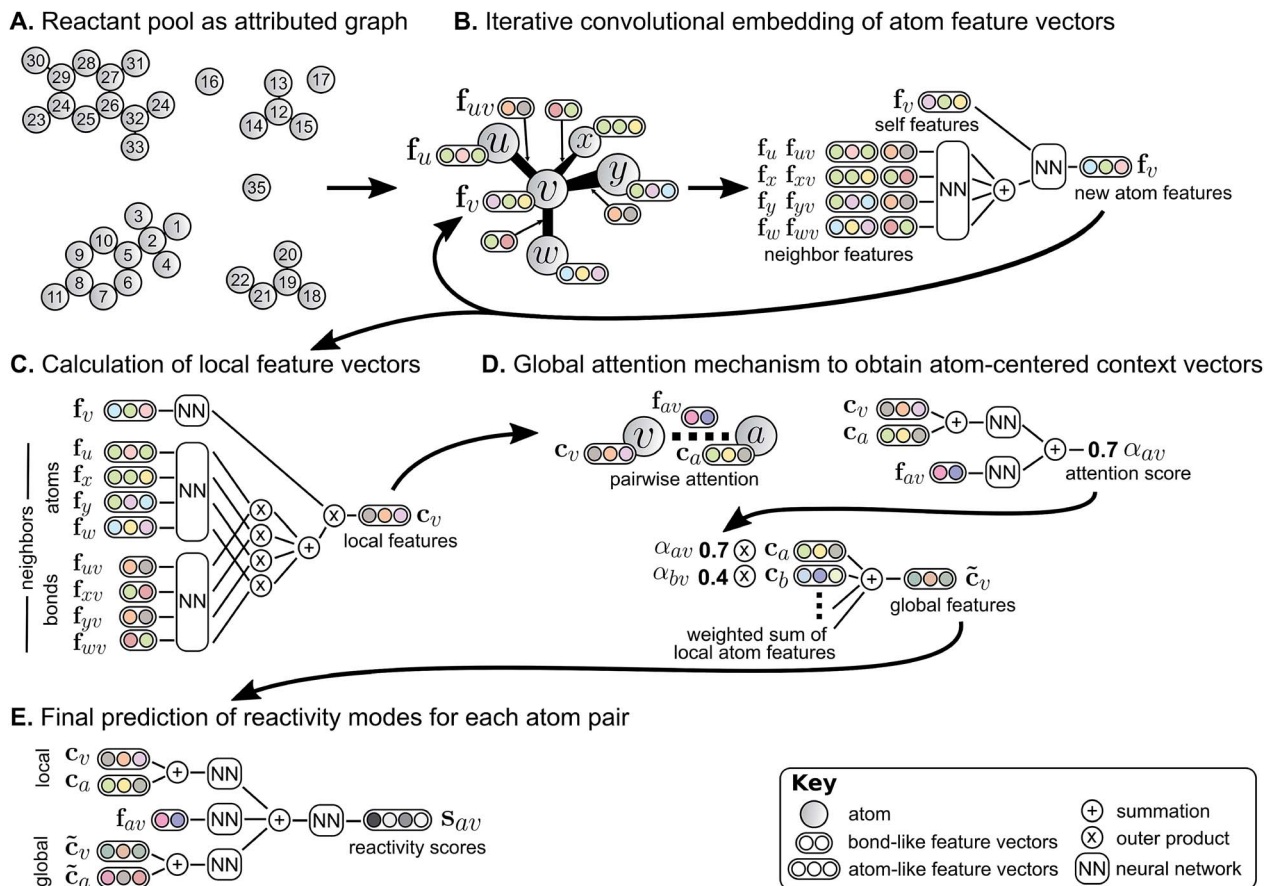 A. Reactant pool as attributed graph
30 28 31
29 27
24 26 24
23 25 32
33
16 13 17
12
14 15
35
3 1
10 2
9 5 4
8 6
11 7
20
22 19
21 18
B. Iterative convolutional embedding of atom feature vectors
f_uv
u x
f_u
y
f_v v
w
f_v
self features
f_u f_uv
f_x f_xv
f_y f_yv
f_w f_wv
neighbor features
NN + NN f_v
new atom features
C. Calculation of local feature vectors
f_v NN
neighbors
atoms
f_u
f_x
f_y
f_w
NN
bonds
f_uv
f_xv
f_yv
f_wv
NN
x
x
x
x
+
x c_v
local features
D. Global attention mechanism to obtain atom-centered context vectors
f_av
v a
c_v c_a
pairwise attention
c_v
c_a + NN
f_av NN
+ 0.7 α_av
attention score
α_av 0.7 x c_a
α_bv 0.4 x c_b
+ c̃_v
global features
weighted sum of
local atom features
E. Final prediction of reactivity modes for each atom pair
local
c_v
c_a + NN
f_av NN + NN s_av
reactivity scores
global
c̃_v
c̃_a + NN
Key
atom
bond-like feature vectors
atom-like feature vectors
+ summation
x outer product
NN neural network